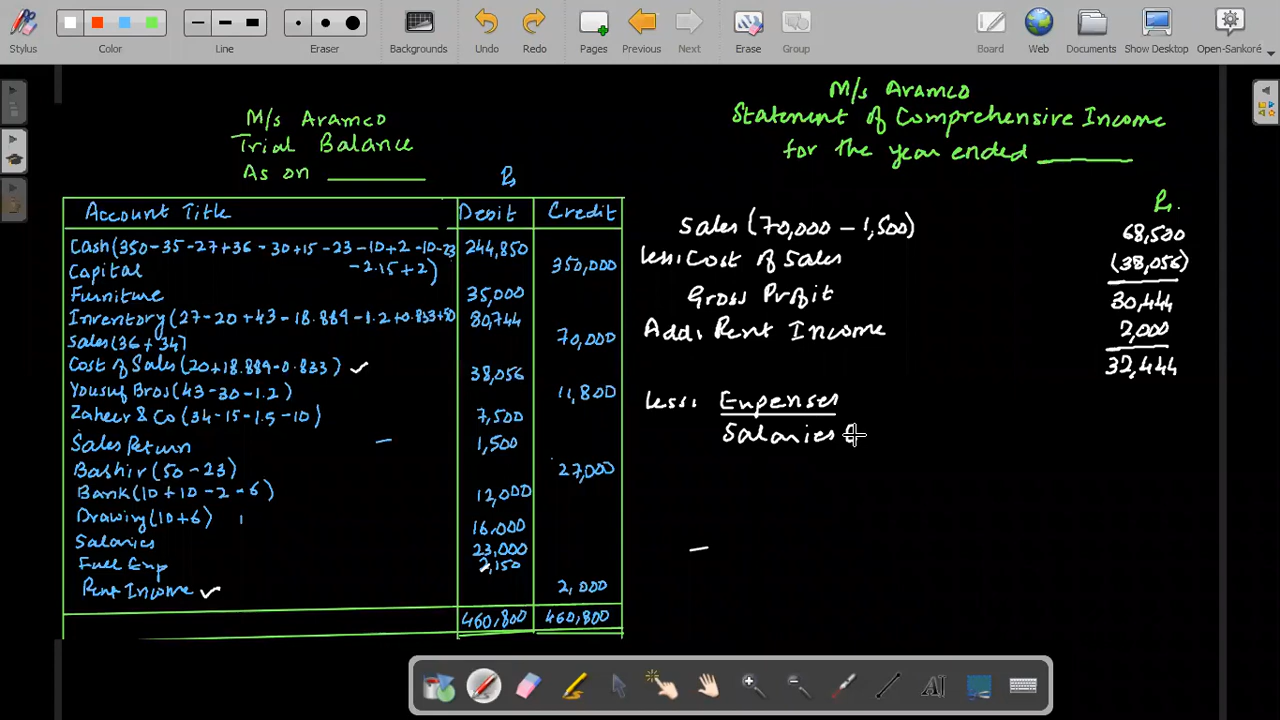 Stylus
Color
Line
Eraser
Backgrounds
Undo
Redo
Pages
Previous
Next
Erase
Group
Board
Web
Documents
Show Desktop
Open-Sankoré
M/s Aramco
Trial Balance
As on ______
Rs
Account Title Debit Credit
Cash(350-35-27+36-30+15-23-10+2-10-23 244,850
-2.15+2)
Capital 350,000
Furniture 35,000
Inventory(27-20+43-18.889-1.2+0.853+50 80,744
Sales(36+34) 70,000
Cost of Sales(20+18.889-0.833) ✓ 38,056
Yousuf Bros(43-30-1.2) 11,800
Zaheer & Co(34-15-1.5-10) 7,500
Sales Return 1,500
Bashir(50-23) 27,000
Bank(10+10-2-6) 12,000
Drawing(10+6) 16,000
Salaries 23,000
Fuel Exp 2,150
Rent Income ✓ 2,000
460,800 460,800
M/s Aramco
Statement of Comprehensive Income
for the year ended ______
Rs.
Sales(70,000-1,500) 68,500
Less: Cost of Sales (38,056)
Gross Profit 30,444
Add: Rent Income 2,000
32,444
Less: Expenses
Salaries